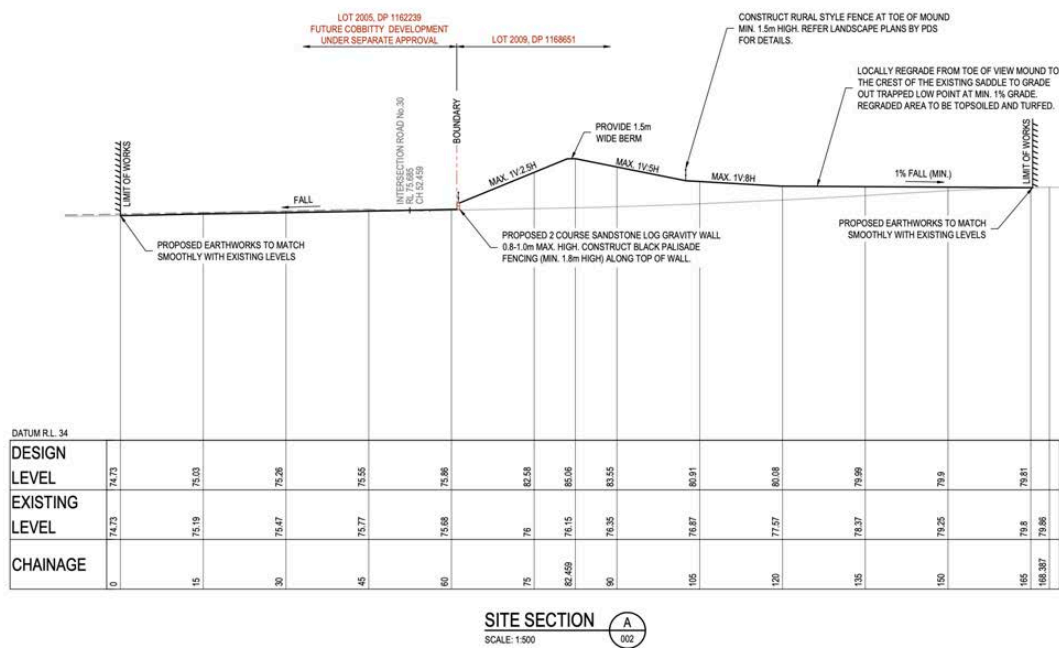 LOT 2005, DP 1162239
FUTURE COBBITTY DEVELOPMENT
UNDER SEPARATE APPROVAL
LOT 2009, DP 1168651
CONSTRUCT RURAL STYLE FENCE AT TOE OF MOUND
MIN. 1.5m HIGH. REFER LANDSCAPE PLANS BY PDS
FOR DETAILS.
LOCALLY REGRADE FROM TOE OF VIEW MOUND TO
THE CREST OF THE EXISTING SADDLE TO GRADE
OUT TRAPPED LOW POINT AT MIN. 1% GRADE.
REGRADED AREA TO BE TOPSOILED AND TURFED.
LIMIT OF WORKS
INTERSECTION ROAD No.30
RL 75.685
CH 52.459
BOUNDARY
PROVIDE 1.5m
WIDE BERM
MAX. 1V:2.5H
MAX. 1V:5H
MAX. 1V:8H
1% FALL (MIN.)
LIMIT OF WORKS
FALL
PROPOSED EARTHWORKS TO MATCH
SMOOTHLY WITH EXISTING LEVELS
PROPOSED 2 COURSE SANDSTONE LOG GRAVITY WALL
0.8-1.0m MAX. HIGH. CONSTRUCT BLACK PALISADE
FENCING (MIN. 1.8m HIGH) ALONG TOP OF WALL.
PROPOSED EARTHWORKS TO MATCH
SMOOTHLY WITH EXISTING LEVELS
DATUM R.L. 34
DESIGN
LEVEL 74.73 75.03 75.26 75.55 75.86 82.58 85.06 83.55 80.91 80.08 79.99 79.9 79.81
EXISTING
LEVEL 74.73 75.19 75.47 75.77 75.68 76 76.15 76.35 76.87 77.57 78.37 79.25 79.8 79.86
CHAINAGE 0 15 30 45 60 75 82.459 90 105 120 135 150 165 168.387
SITE SECTION A
SCALE: 1:500 002